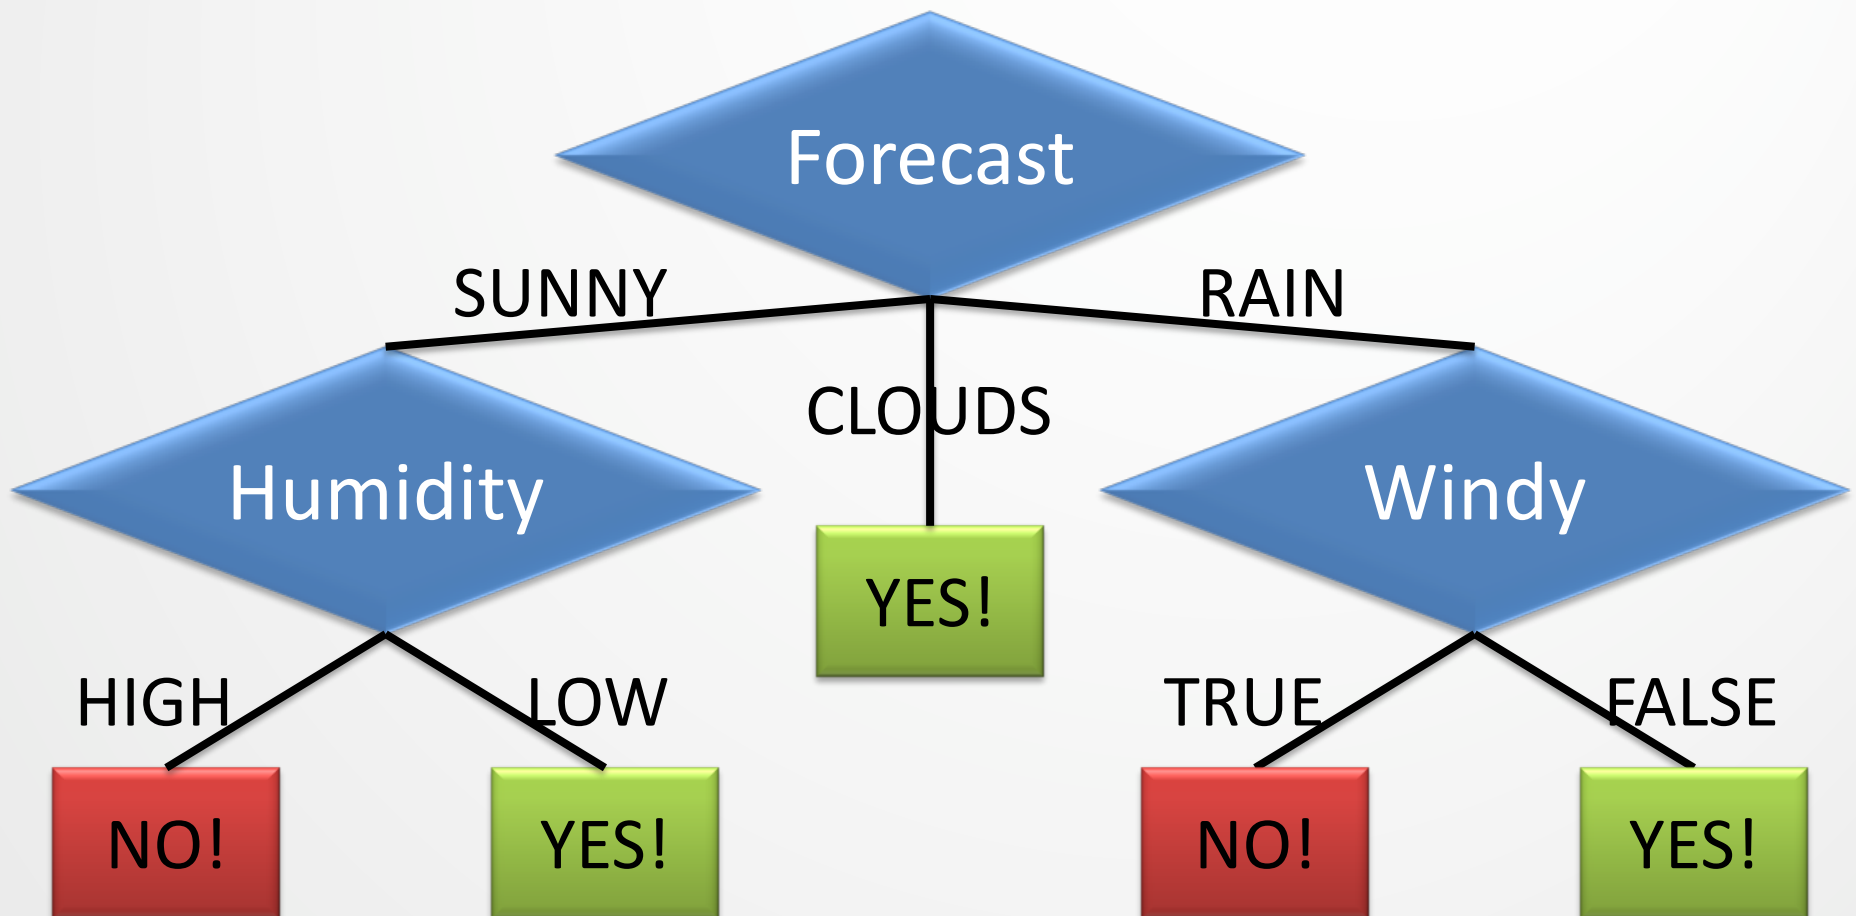 Forecast
SUNNY
RAIN
CLOUDS
Humidity
Windy
YES!
HIGH
LOW
TRUE
FALSE
NO!
YES!
NO!
YES!